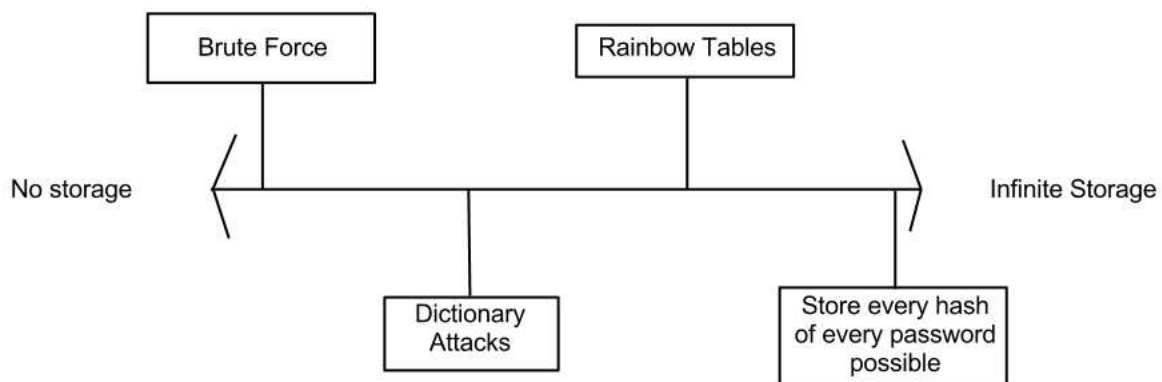 Brute Force
Rainbow Tables
No storage
Infinite Storage
Dictionary
Attacks
Store every hash
of every password
possible